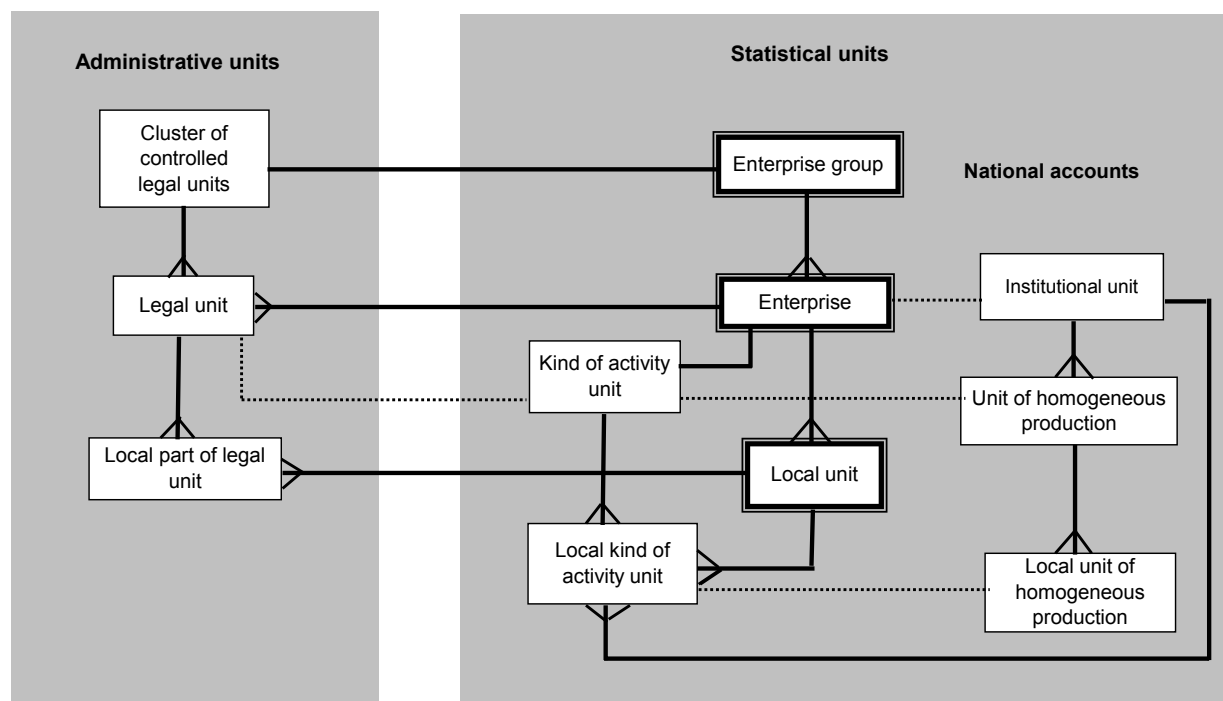 Administrative units
Statistical units
Cluster of
controlled
legal units
Enterprise group
National accounts
Legal unit
Enterprise
Institutional unit
Kind of activity
unit
Unit of homogeneous
production
Local part of legal
unit
Local unit
Local kind of
activity unit
Local unit of
homogeneous
production